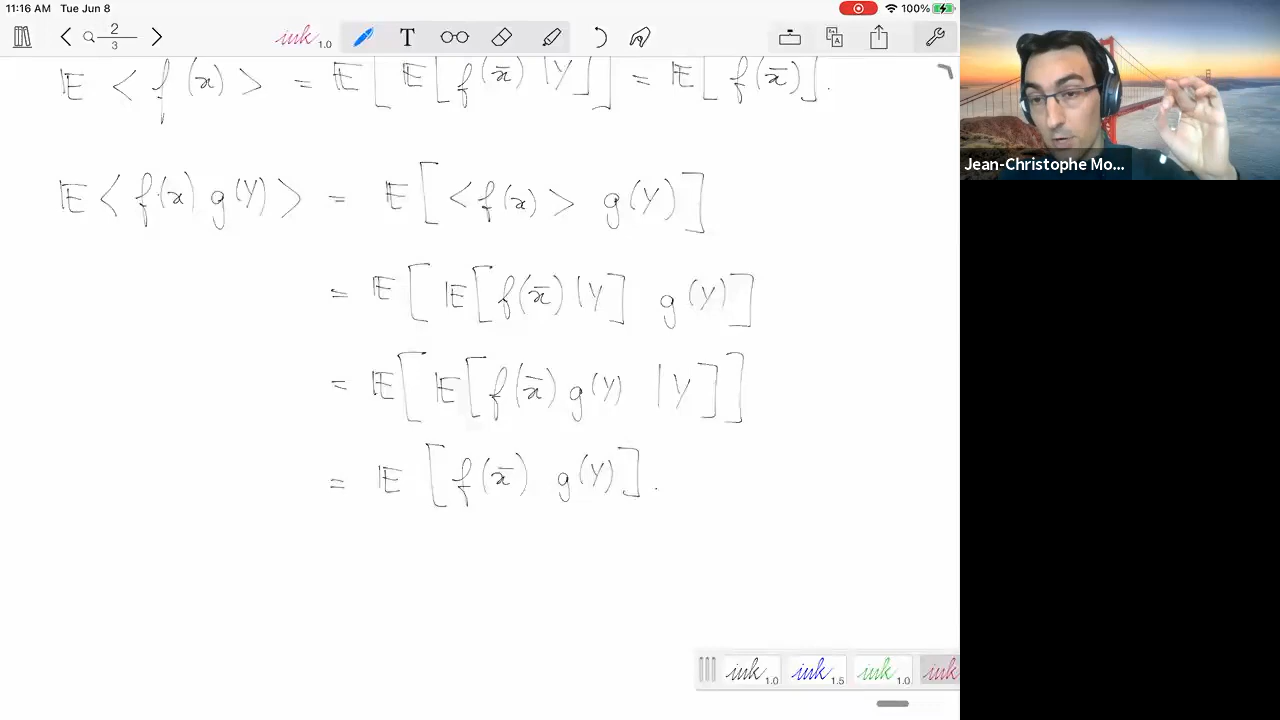 11:16 AM Tue Jun 8 100%
2
3
ink 1.0 T
𝔼 < f(x) > = 𝔼[ 𝔼[ f(x̄) | Y ] ] = 𝔼[ f(x̄) ].
Jean-Christophe Mo...
𝔼 < f(x) g(Y) > = 𝔼[ < f(x) > g(Y) ]
= 𝔼[ 𝔼[ f(x̄) | Y ] g(Y) ]
= 𝔼[ 𝔼[ f(x̄) g(Y) | Y ] ]
= 𝔼[ f(x̄) g(Y) ].
ink 1.0 ink 1.5 ink 1.0 ink